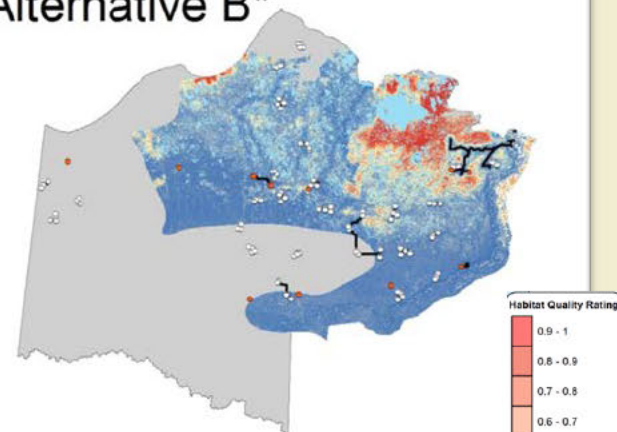 Alternative B"
Habitat Quality Rating
0.9 - 1
0.8 - 0.9
0.7 - 0.8
0.6 - 0.7